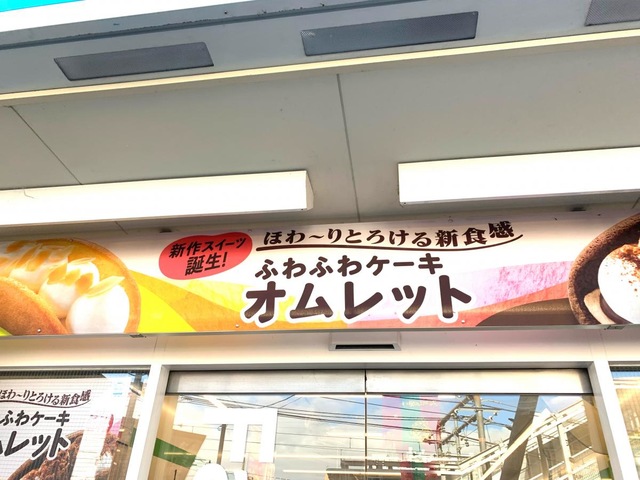 新作スイーツ
誕生!
ほわ〜りとろける新食感
ふわふわケーキ
オムレット
ほわ〜りとろける新食感
ふわケーキ
ムレット